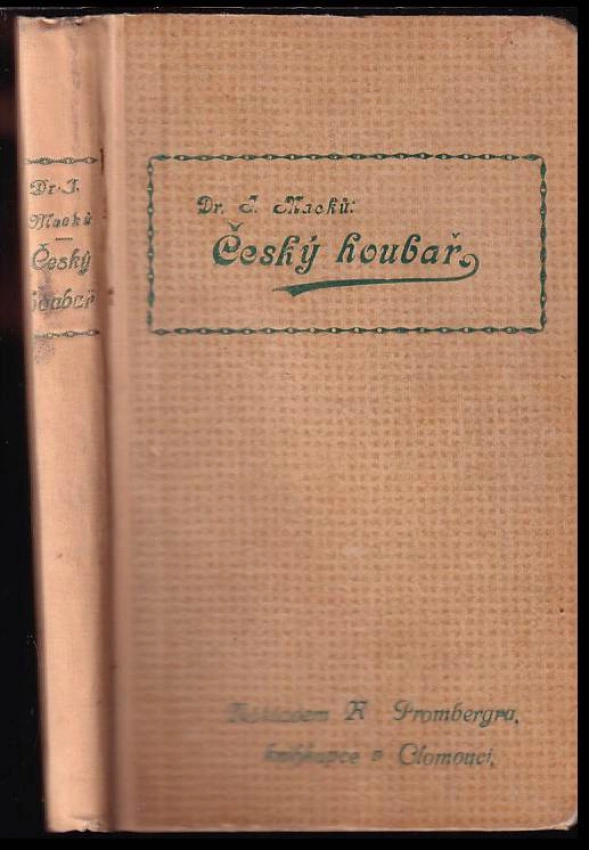 Dr. J.
Macků
Český
houbař
Dr. J. Macků:
Český houbař
Nákladem R. Prombergra,
knihkupce v Olomouci.